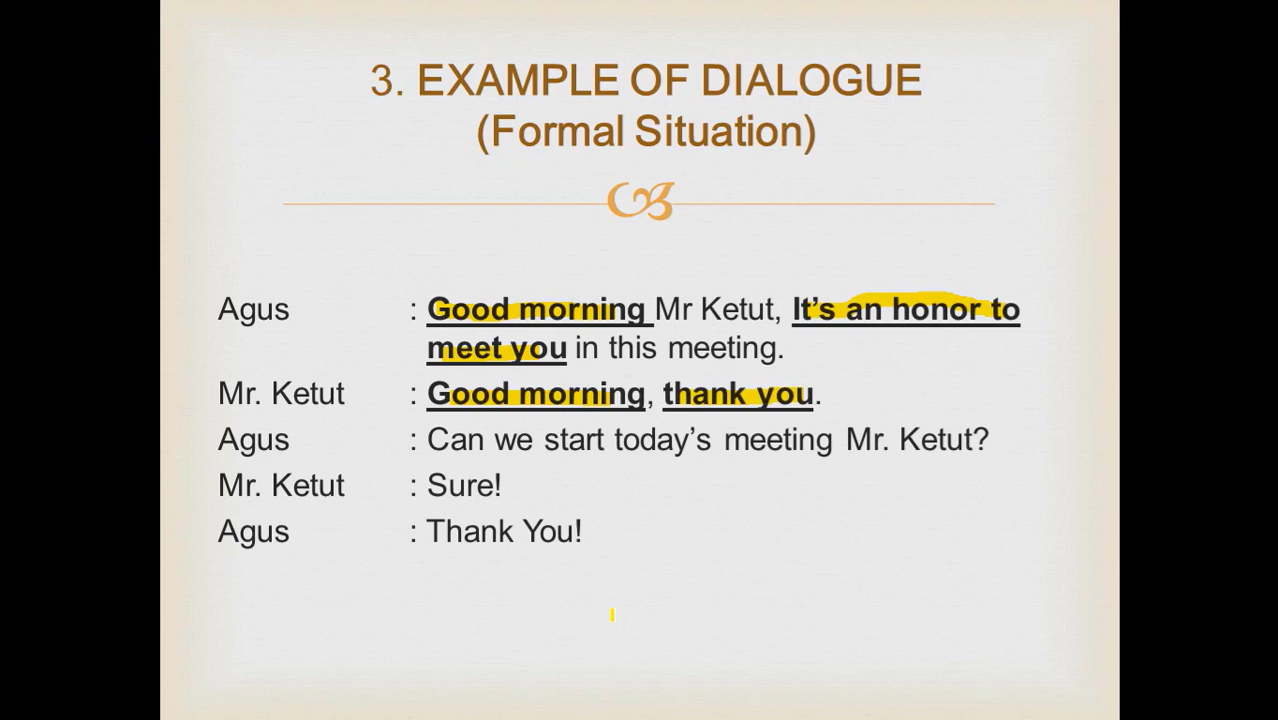 3. EXAMPLE OF DIALOGUE
(Formal Situation)
Agus : Good morning Mr Ketut, It’s an honor to
meet you in this meeting.
Mr. Ketut : Good morning, thank you.
Agus : Can we start today’s meeting Mr. Ketut?
Mr. Ketut : Sure!
Agus : Thank You!